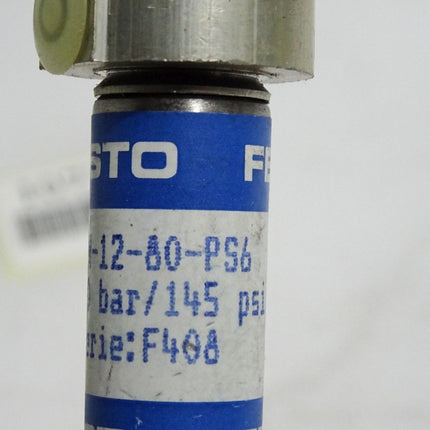 STO FE
-12-80-PS6
bar/145 psi
erie:F408